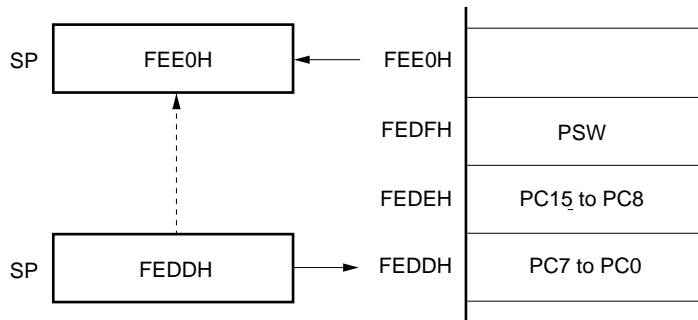 SP FEE0H FEE0H
FEDFH PSW
FEDEH PC15 to PC8
SP FEDDH FEDDH PC7 to PC0